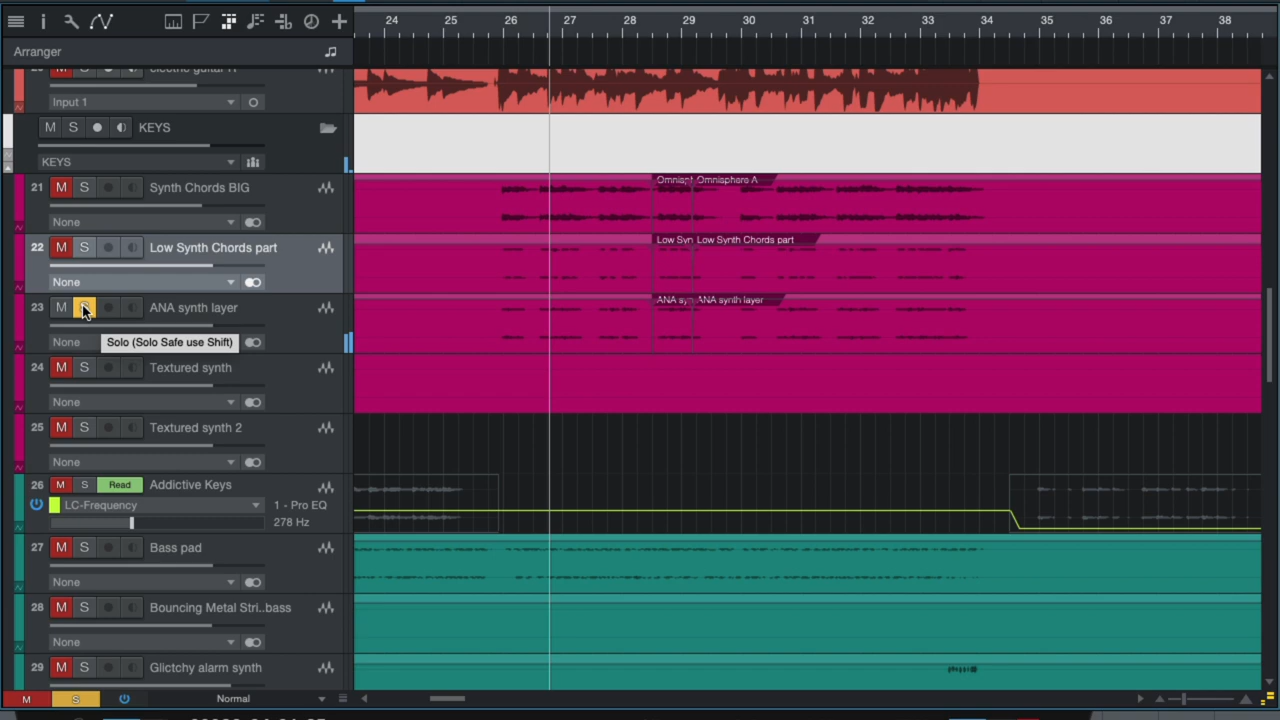 24 25 26 27 28 29 30 31 32 33 34 35 36 37 38
Arranger
M S
Input 1
M S KEYS
KEYS
21 M S Synth Chords BIG
Omnisphere A
None
22 M S Low Synth Chords part
Low Syn Low Synth Chords part
None
23 M S ANA synth layer
ANA sy ANA synth layer
None
Solo (Solo Safe use Shift)
24 M S Textured synth
None
25 M S Textured synth 2
None
26 M S Read Addictive Keys
LC-Frequency 1 - Pro EQ
278 Hz
27 M S Bass pad
None
28 M S Bouncing Metal Stri..bass
None
29 M S Glictchy alarm synth
M S Normal